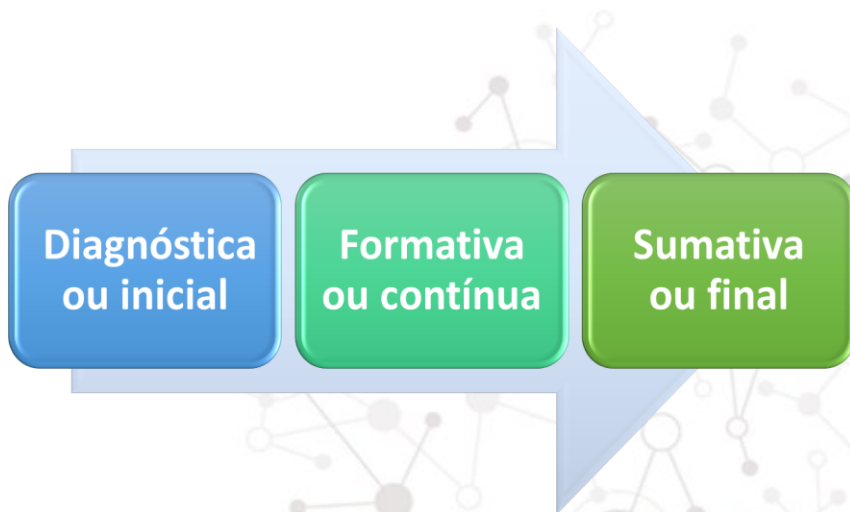 Diagnóstica
ou inicial
Formativa
ou contínua
Sumativa
ou final